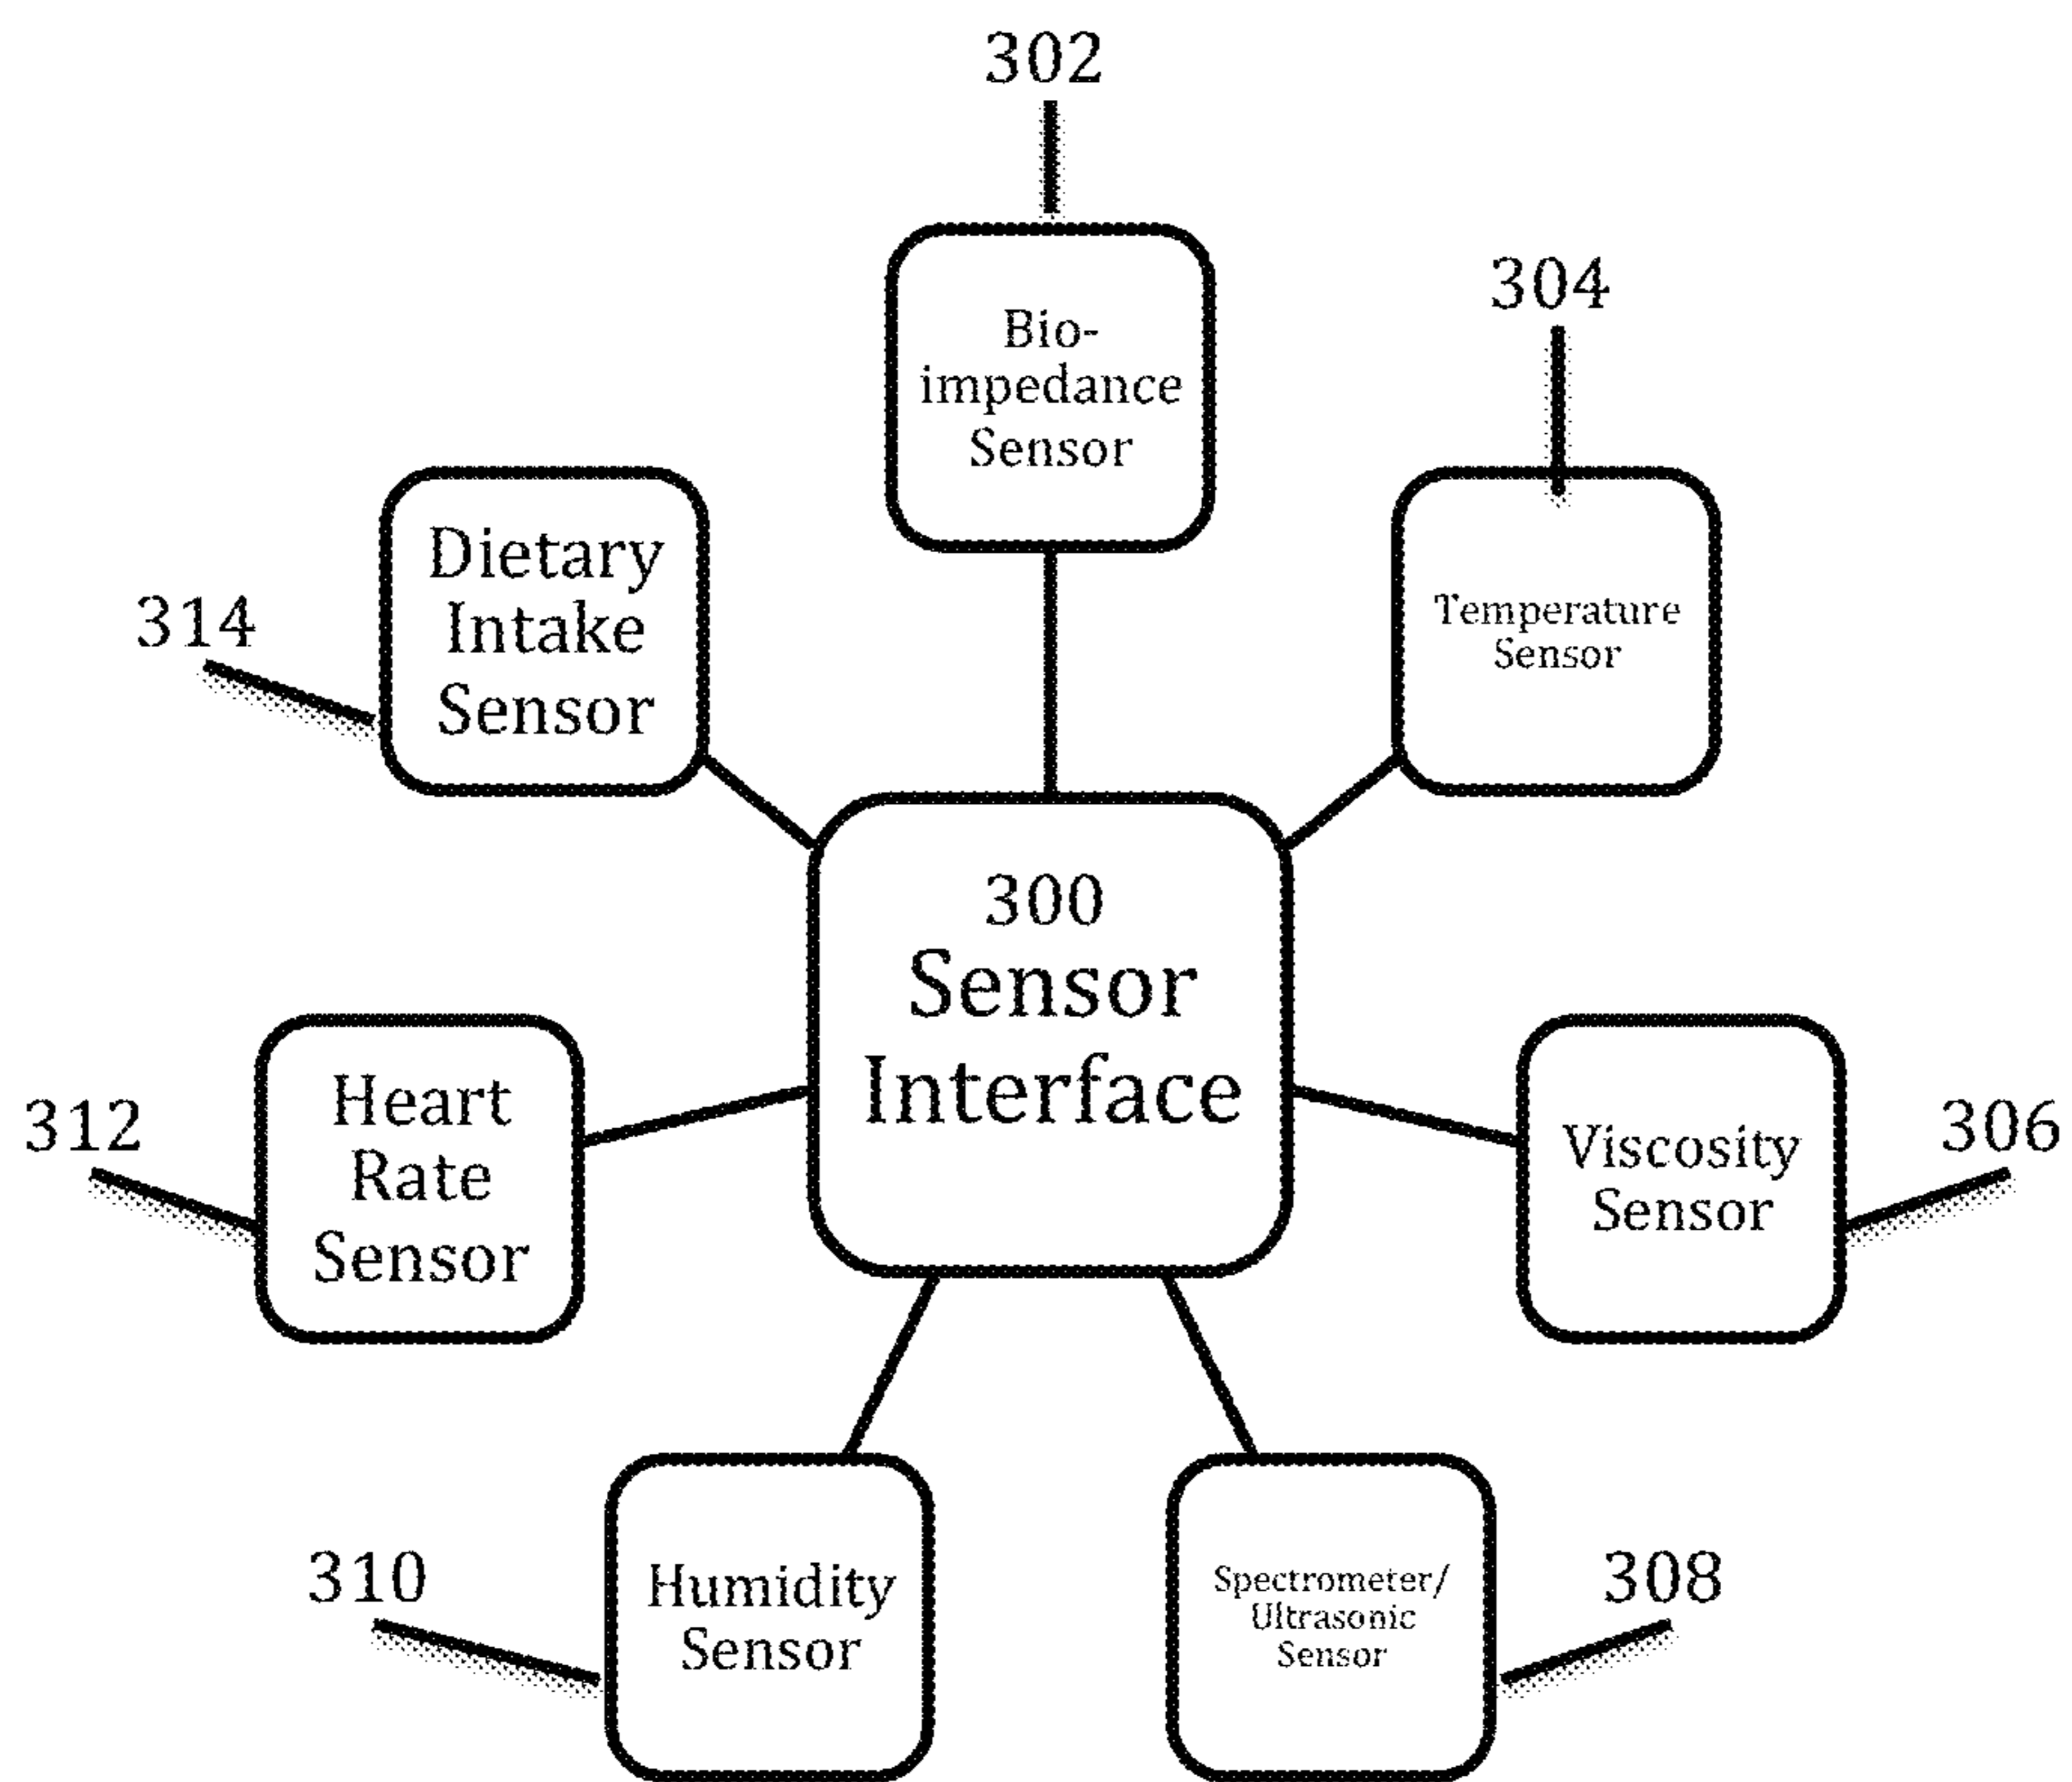 302
Bio-
impedance
Sensor
304
Temperature
Sensor
314
Dietary
Intake
Sensor
300
Sensor
Interface
312
Heart
Rate
Sensor
306
Viscosity
Sensor
310
Humidity
Sensor
308
Spectrometer/
Ultrasonic
Sensor